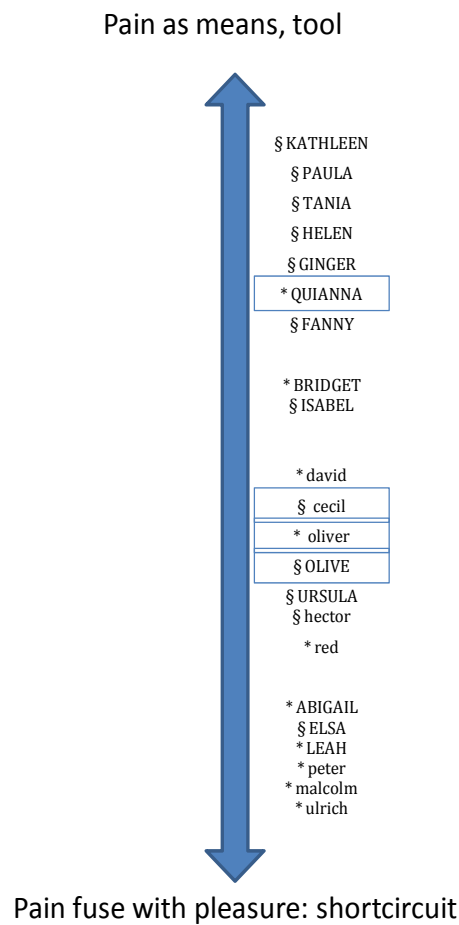 Pain as means, tool
§ KATHLEEN
§ PAULA
§ TANIA
§ HELEN
§ GINGER
* QUIANNA
§ FANNY
* BRIDGET
§ ISABEL
* david
§ cecil
* oliver
§ OLIVE
§ URSULA
§ hector
* red
* ABIGAIL
§ ELSA
* LEAH
* peter
* malcolm
* ulrich
Pain fuse with pleasure: shortcircuit